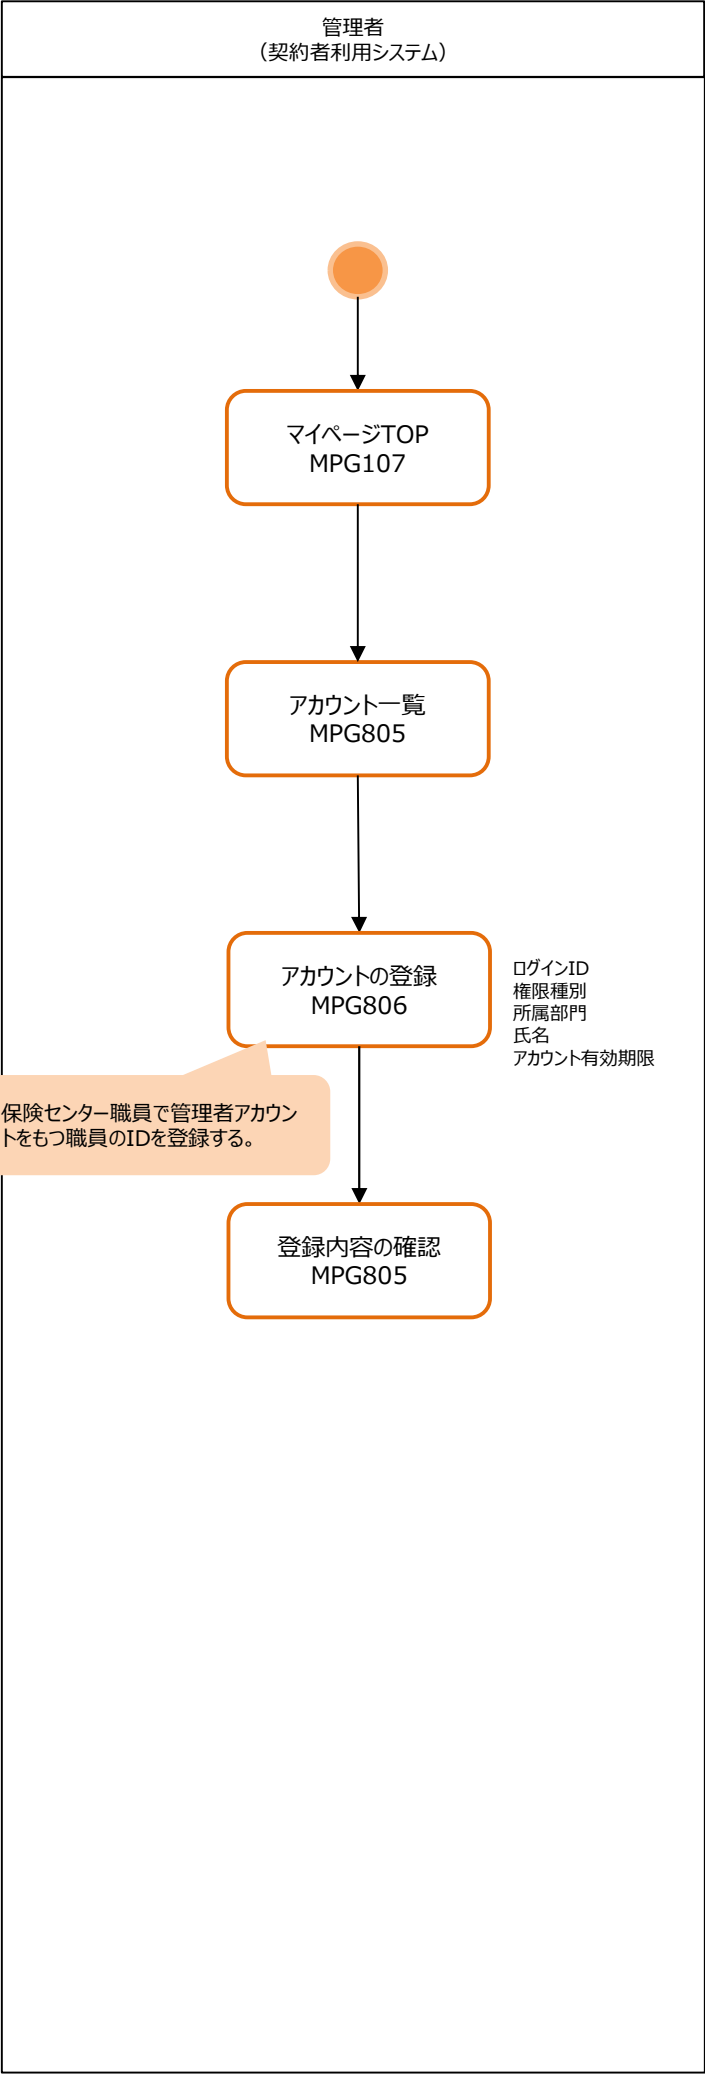 管理者
（契約者利用システム）
マイページTOP
MPG107
アカウント一覧
MPG805
アカウントの登録
MPG806
ログインID
権限種別
所属部門
氏名
アカウント有効期限
保険センター職員で管理者アカウン
トをもつ職員のIDを登録する。
登録内容の確認
MPG805